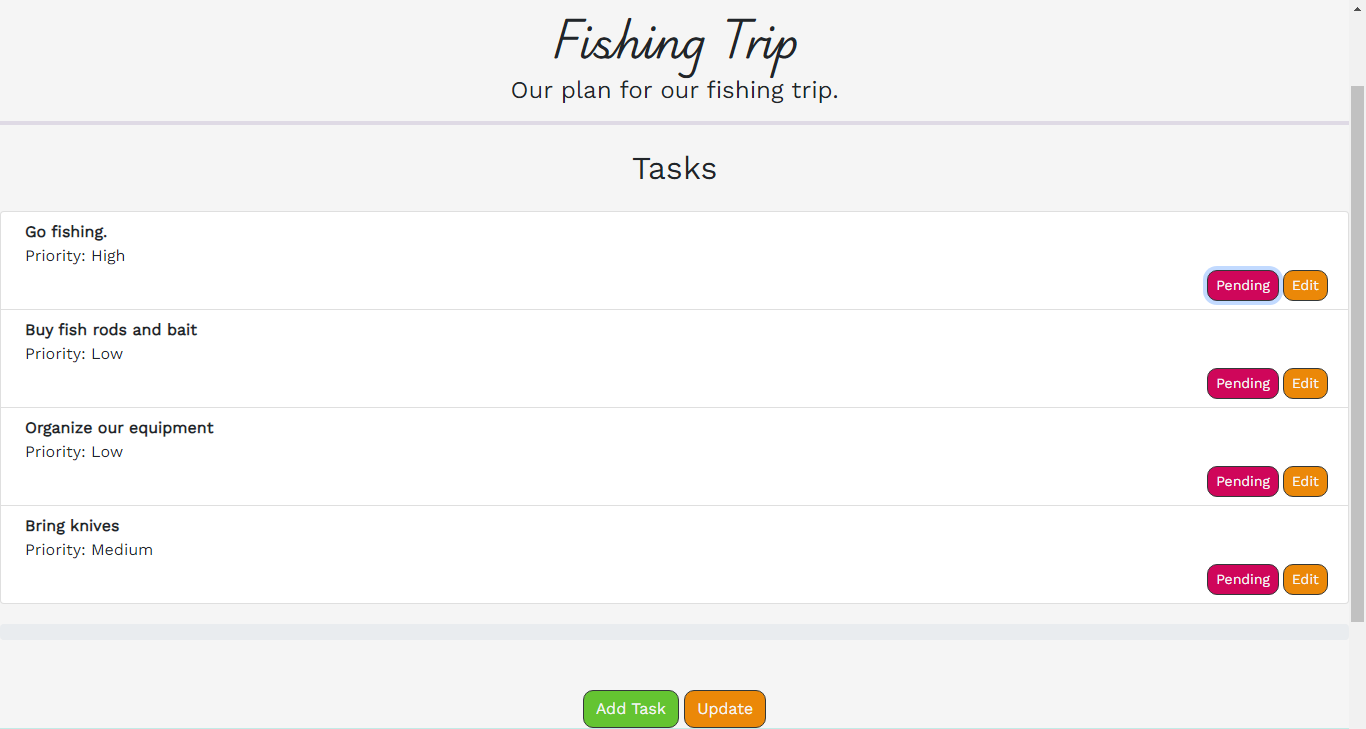 Fishing Trip
Our plan for our fishing trip.
Tasks
Go fishing.
Priority: High
Pending Edit
Buy fish rods and bait
Priority: Low
Pending Edit
Organize our equipment
Priority: Low
Pending Edit
Bring knives
Priority: Medium
Pending Edit
Add Task Update